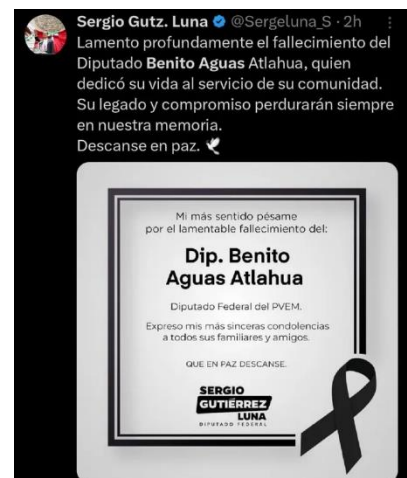 Sergio Gutz. Luna @Sergeluna_S · 2h
Lamento profundamente el fallecimiento del
Diputado Benito Aguas Atlahua, quien
dedicó su vida al servicio de su comunidad.
Su legado y compromiso perdurarán siempre
en nuestra memoria.
Descanse en paz. 🕊
Mi más sentido pésame
por el lamentable fallecimiento del:
Dip. Benito
Aguas Atlahua
Diputado Federal del PVEM.
Expreso mis más sinceras condolencias
a todos sus familiares y amigos.
QUE EN PAZ DESCANSE.
SERGIO
GUTIÉRREZ
LUNA
DIPUTADO FEDERAL